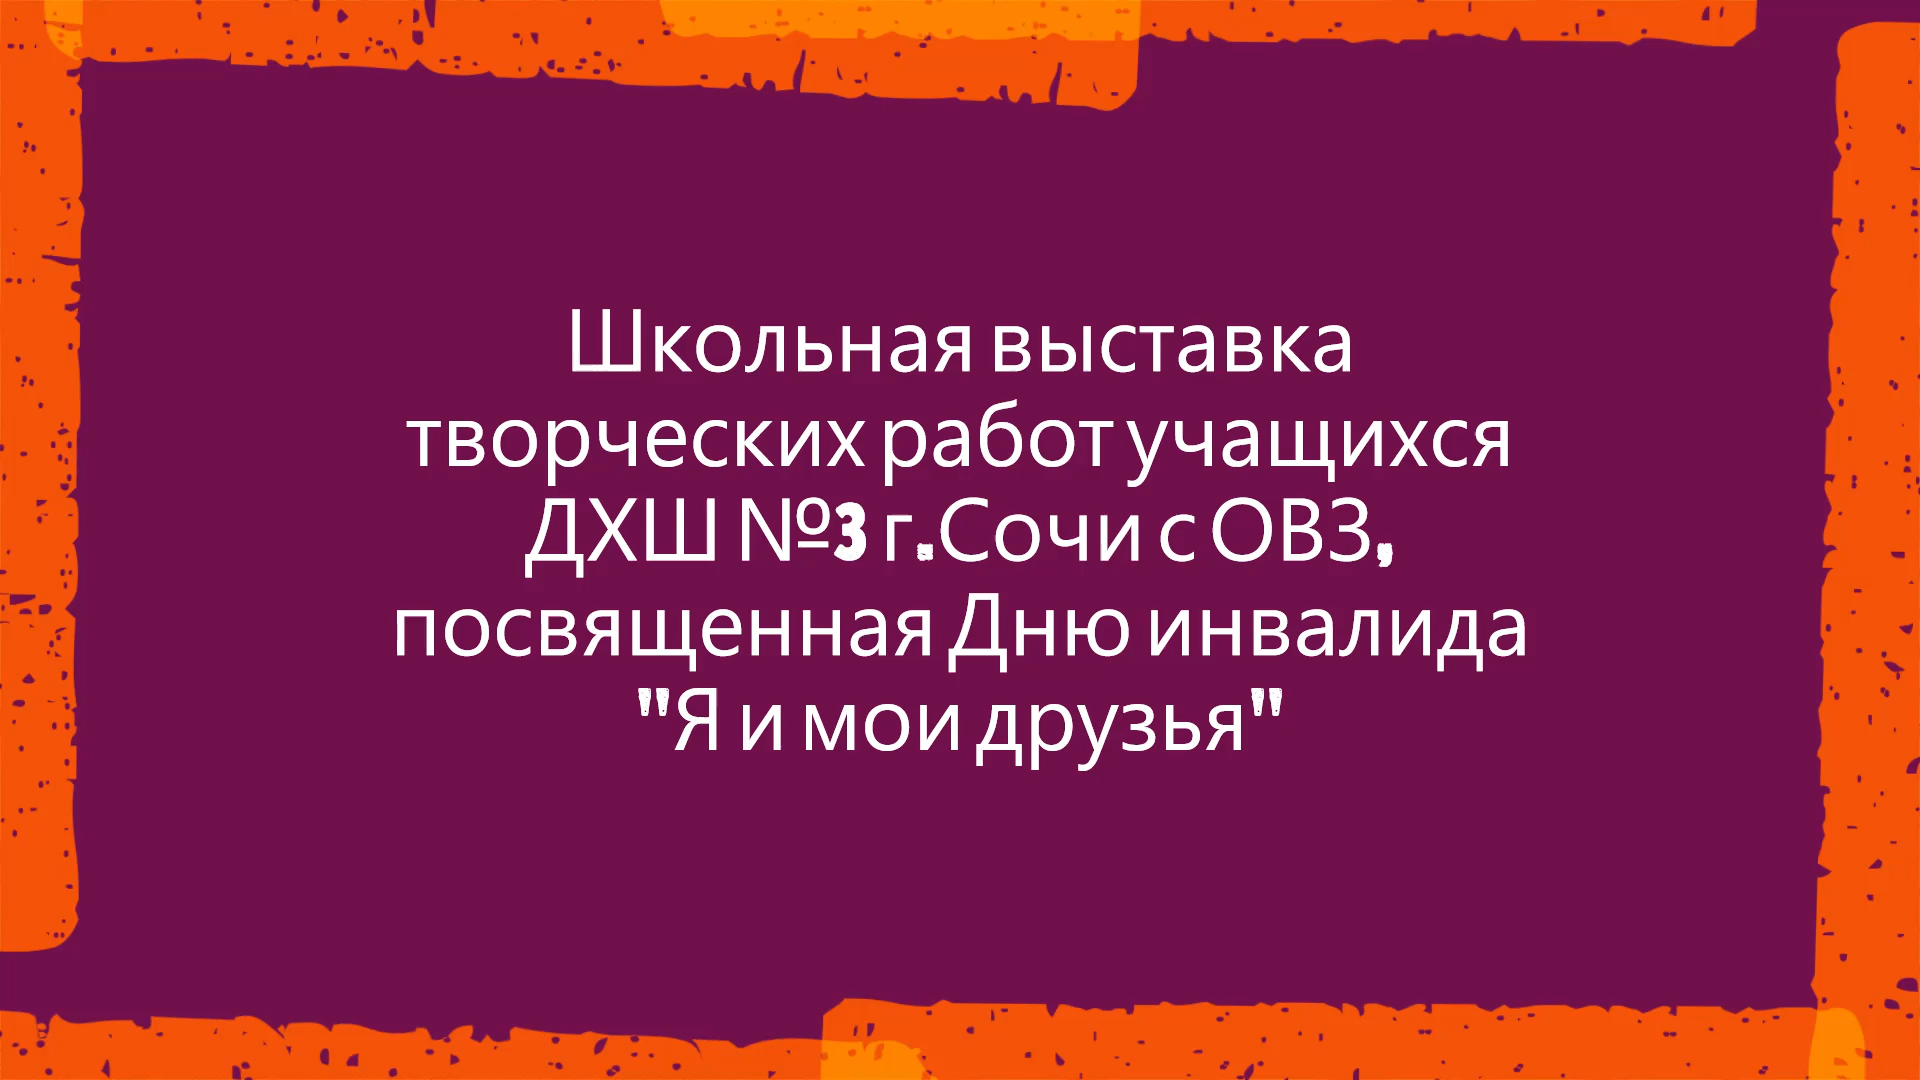 Школьная выставка
творческих работ учащихся
ДХШ №3 г.Сочи с ОВЗ,
посвященная Дню инвалида
"Я и мои друзья"